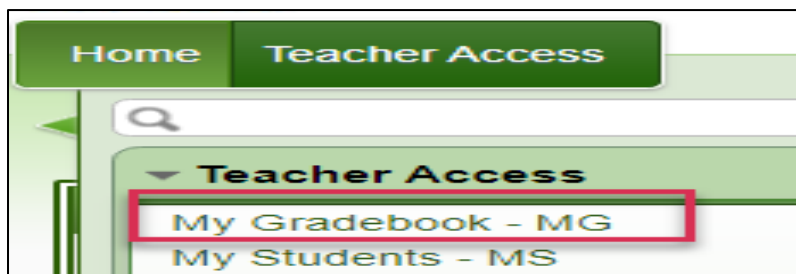 Home Teacher Access
Teacher Access
My Gradebook - MG
My Students - MS